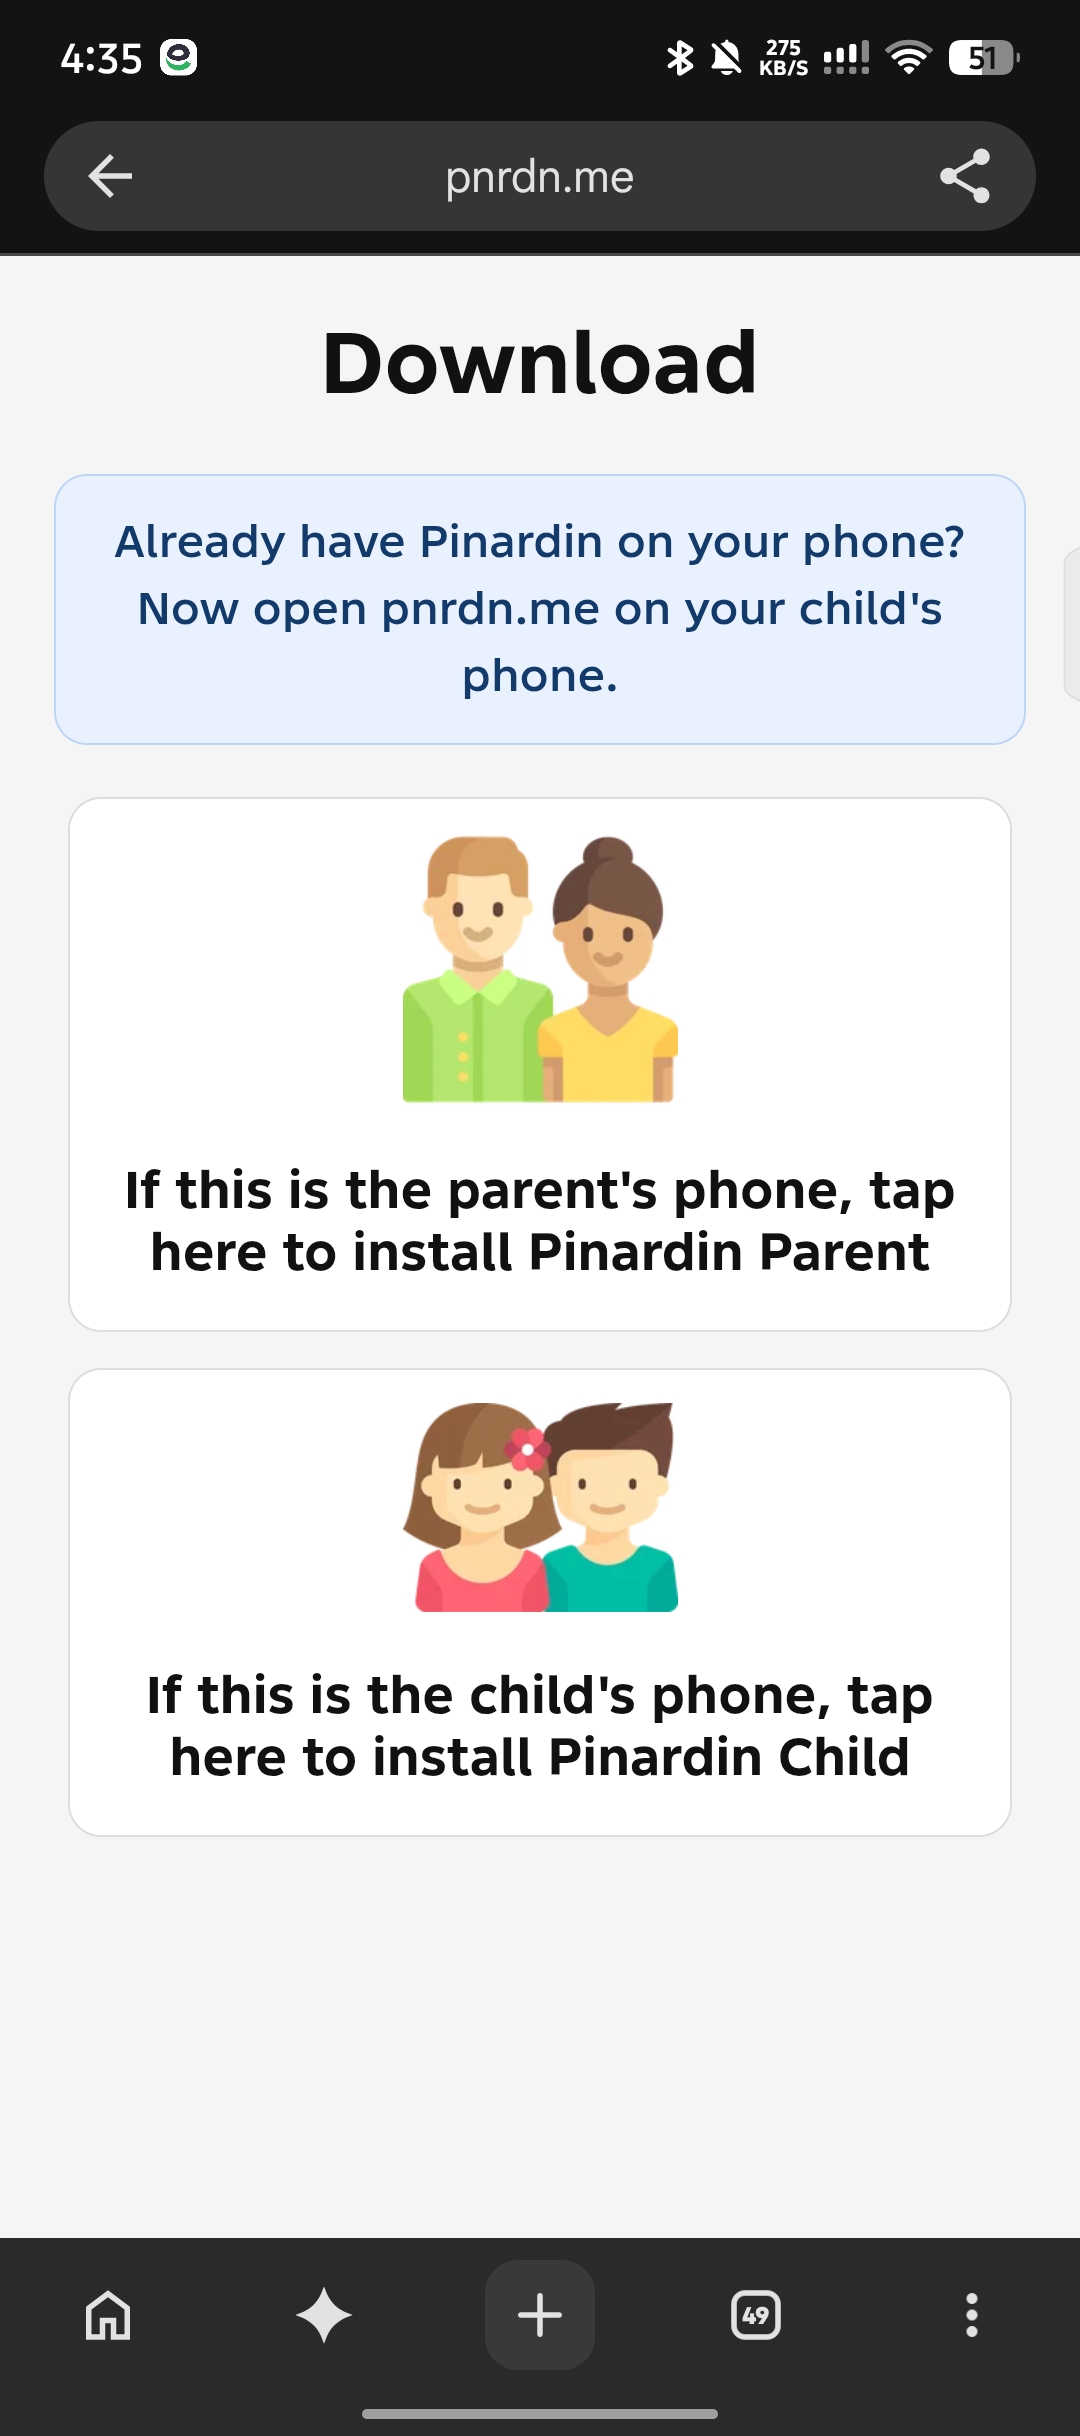 4:35
275
KB/S
51
pnrdn.me
Download
Already have Pinardin on your phone?
Now open pnrdn.me on your child's
phone.
If this is the parent's phone, tap
here to install Pinardin Parent
If this is the child's phone, tap
here to install Pinardin Child
49